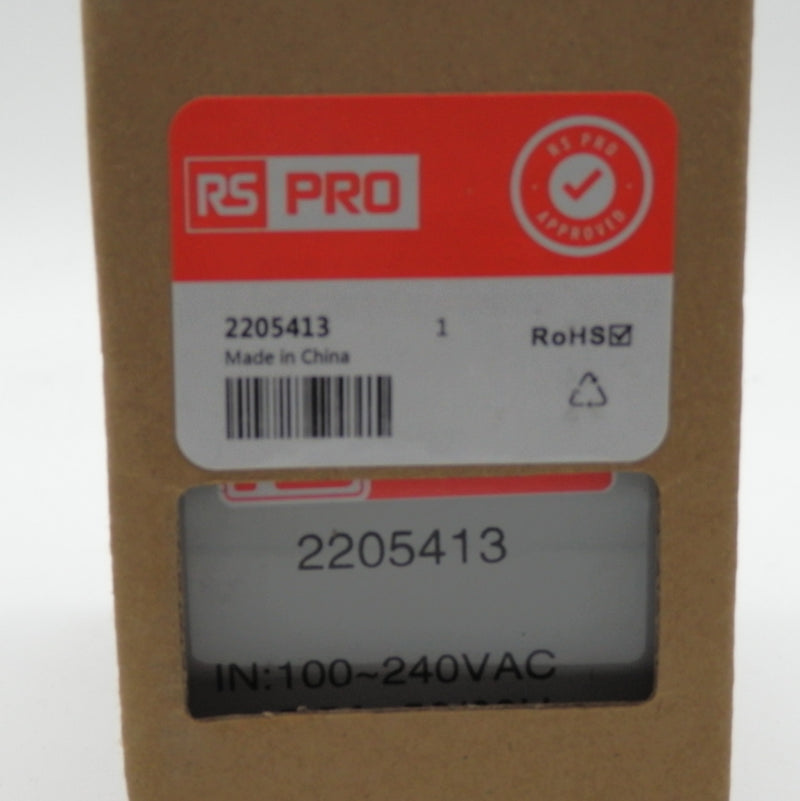 RS PRO
RS PRO
APPROVED
2205413 1 RoHS☑
Made in China
2205413
IN:100~240VAC